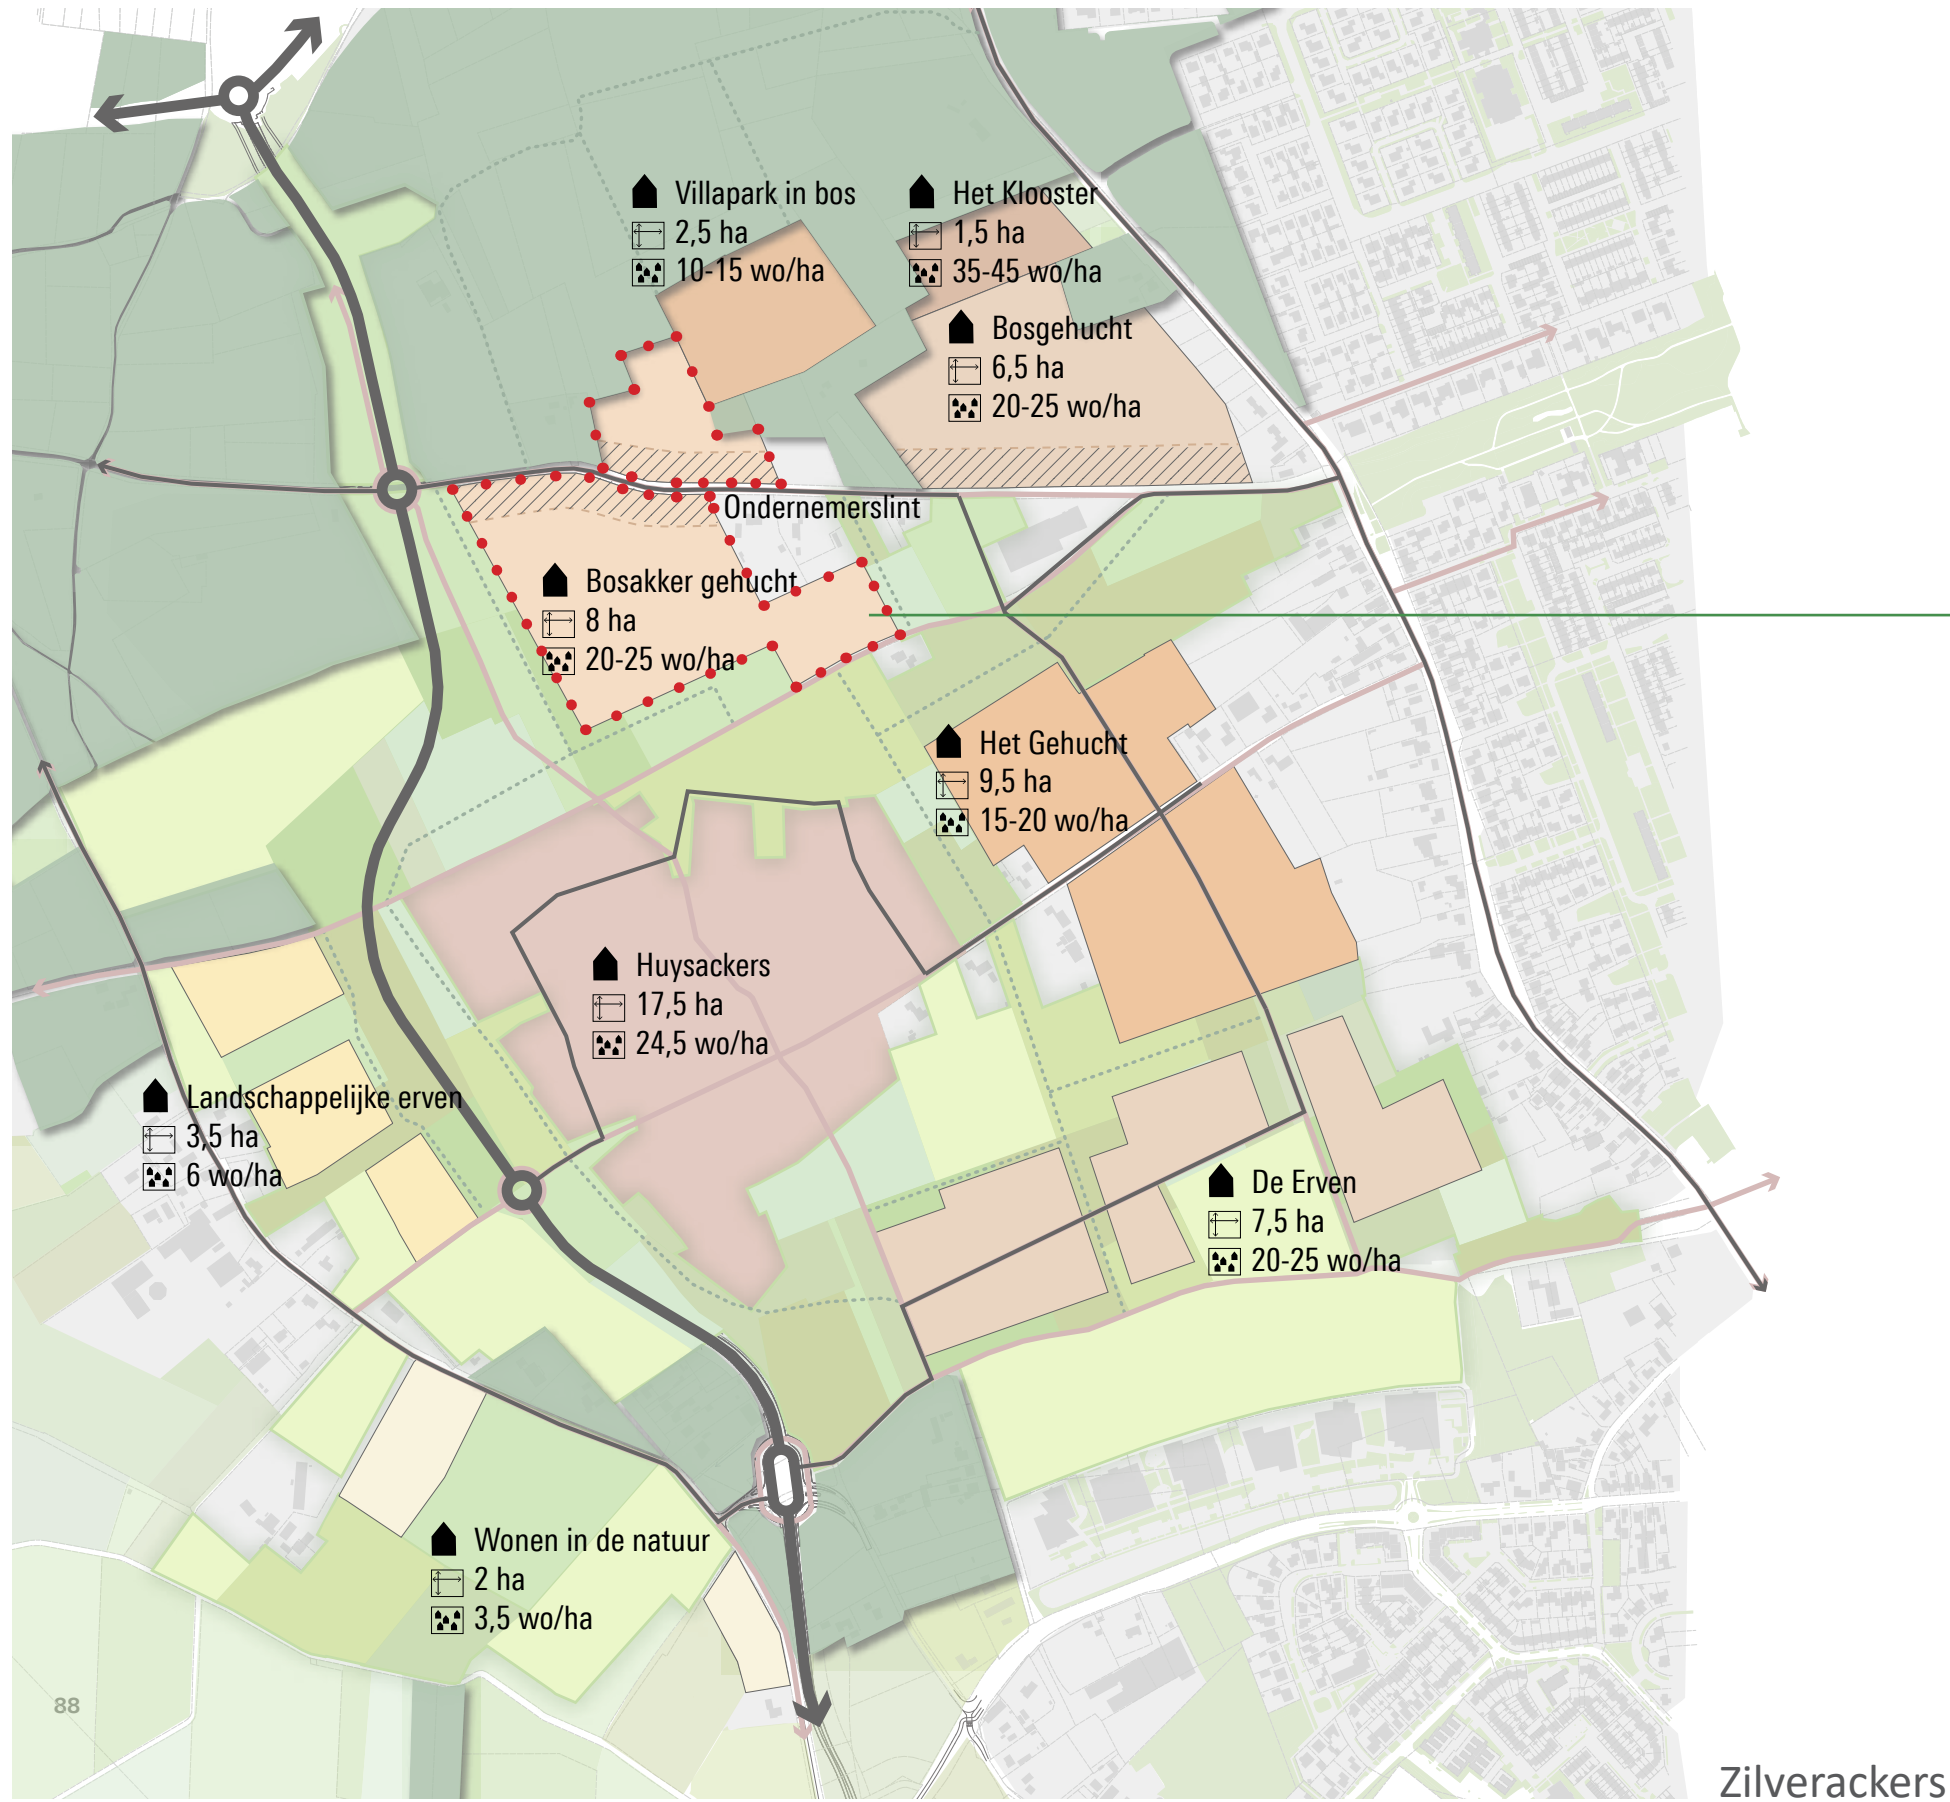 Villapark in bos
2,5 ha
10-15 wo/ha
Het Klooster
1,5 ha
35-45 wo/ha
Bosgehucht
6,5 ha
20-25 wo/ha
Ondernemerslint
Bosakker gehucht
8 ha
20-25 wo/ha
Het Gehucht
9,5 ha
15-20 wo/ha
Huysackers
17,5 ha
24,5 wo/ha
Landschappelijke erven
3,5 ha
6 wo/ha
De Erven
7,5 ha
20-25 wo/ha
Wonen in de natuur
2 ha
3,5 wo/ha
88
Zilverackers